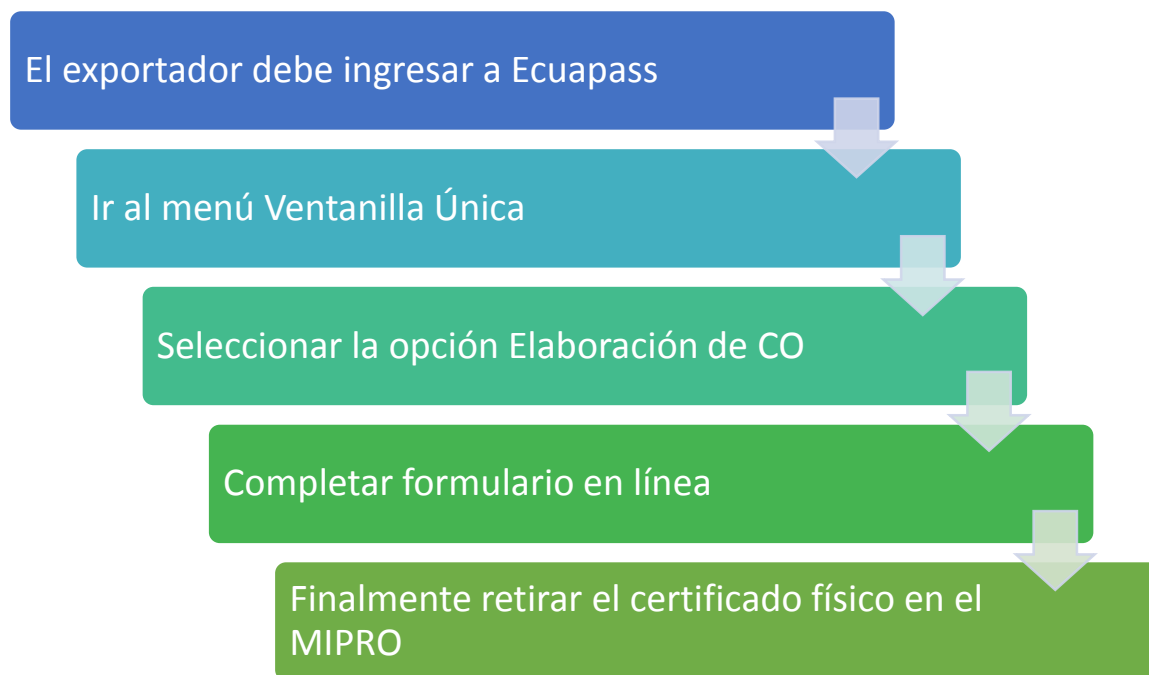 El exportador debe ingresar a Ecuapass
Ir al menú Ventanilla Única
Seleccionar la opción Elaboración de CO
Completar formulario en línea
Finalmente retirar el certificado físico en el
MIPRO